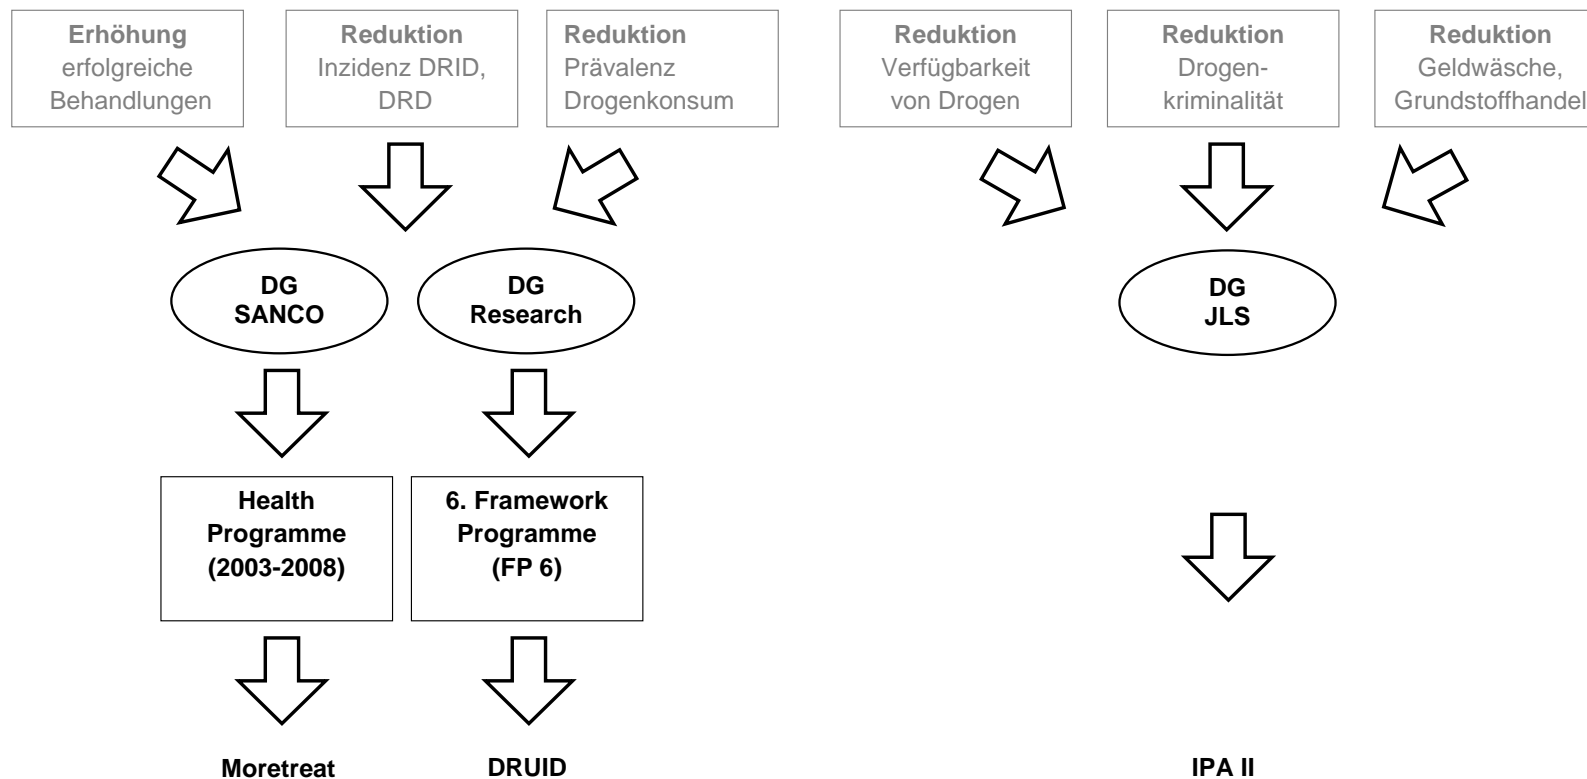 Erhöhung
erfolgreiche
Behandlungen
Reduktion
Inzidenz DRID,
DRD
Reduktion
Prävalenz
Drogenkonsum
Reduktion
Verfügbarkeit
von Drogen
Reduktion
Drogen-
kriminalität
Reduktion
Geldwäsche,
Grundstoffhandel
DG
SANCO
DG
Research
DG
JLS
Health
Programme
(2003-2008)
6. Framework
Programme
(FP 6)
Moretreat
DRUID
IPA II